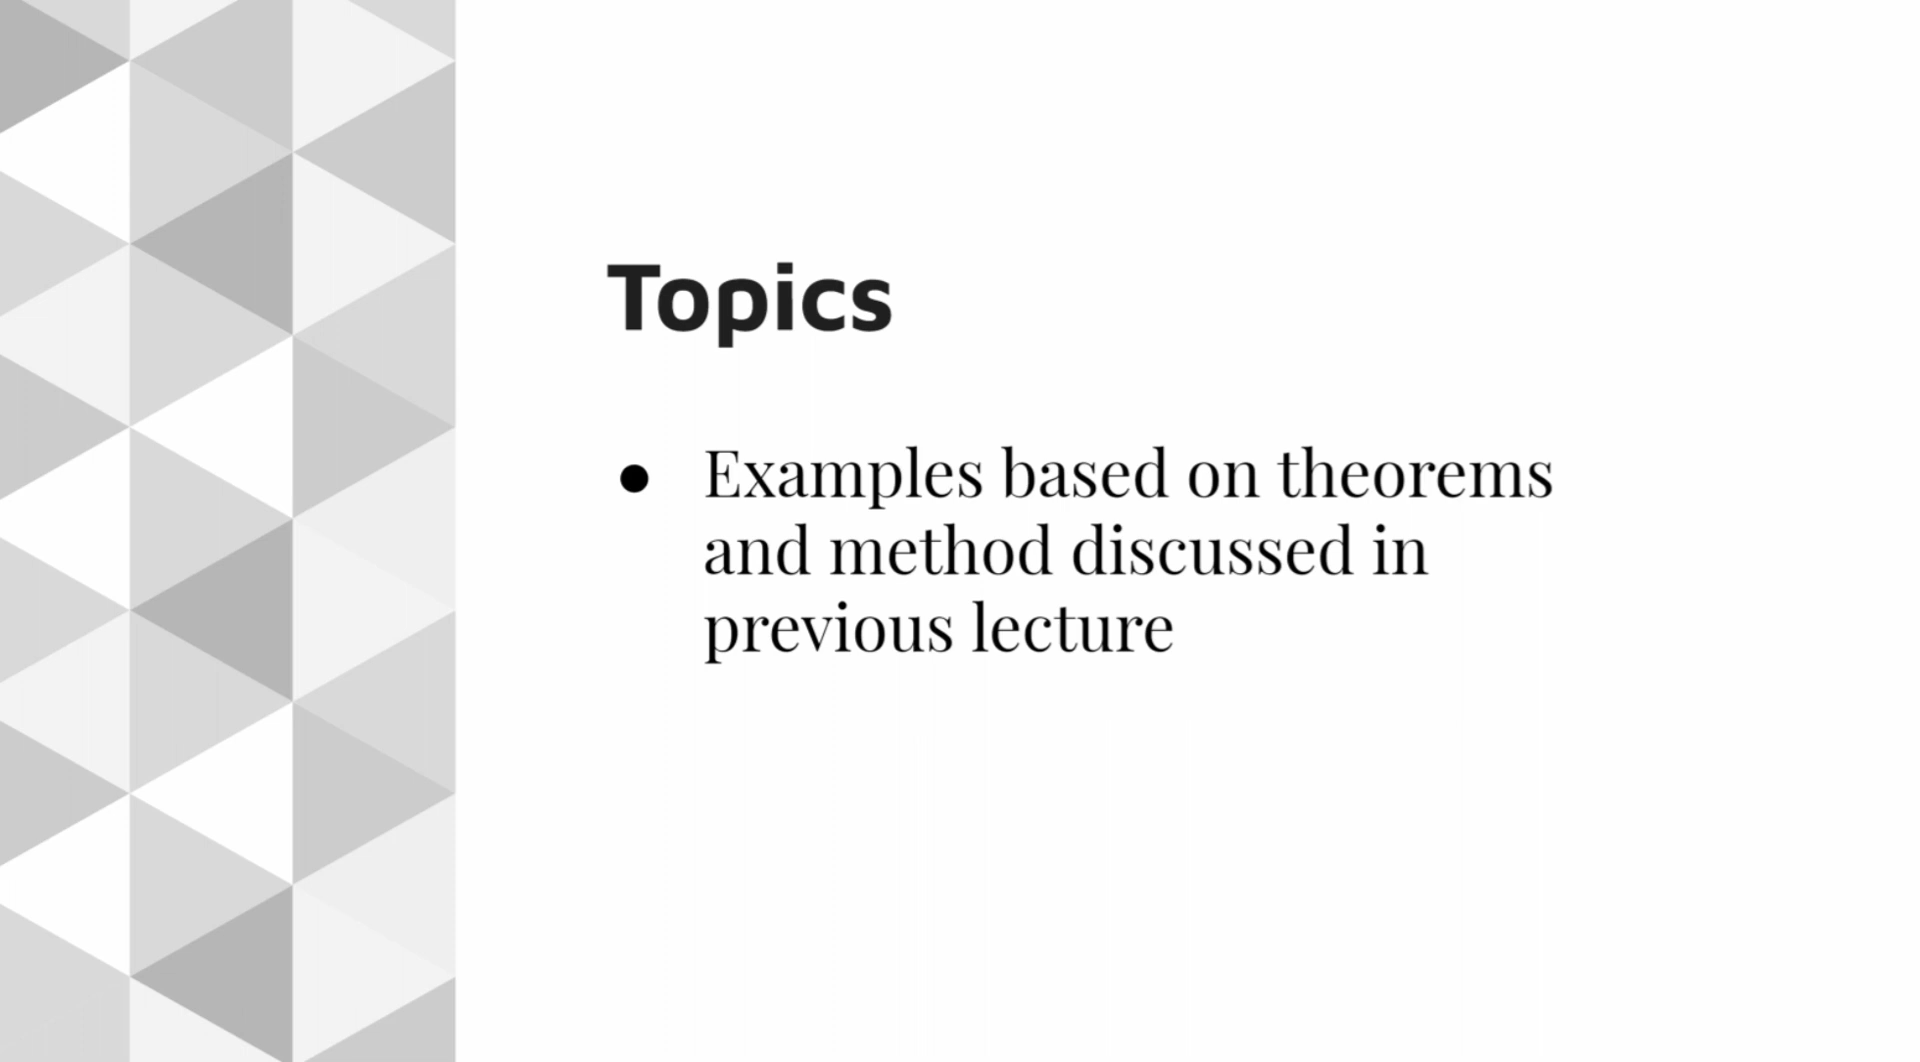 Topics
● Examples based on theorems
and method discussed in
previous lecture